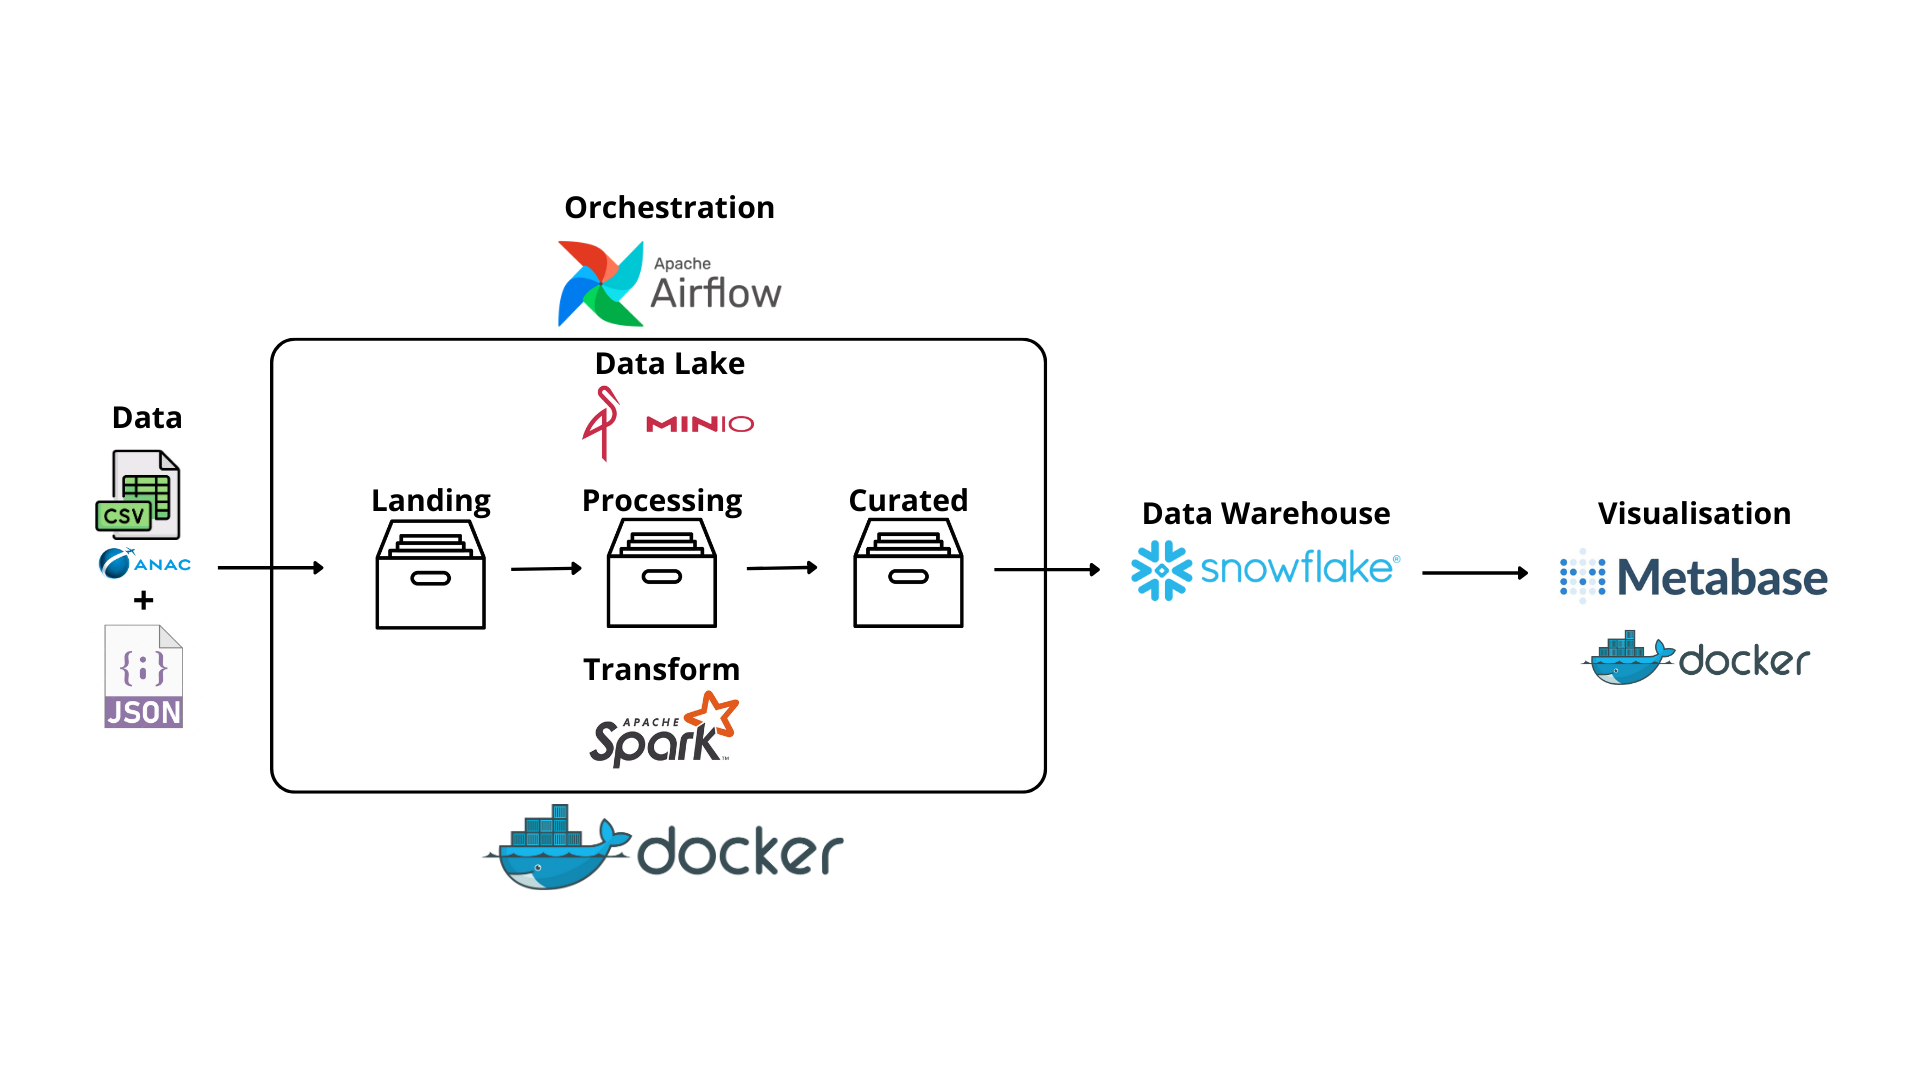 Orchestration
Apache
Airflow
Data Lake
MINIO
Data
CSV
ANAC
+
{;}
JSON
Landing
Processing
Curated
Transform
APACHE
Spark™
docker
Data Warehouse
snowflake®
Visualisation
Metabase
docker